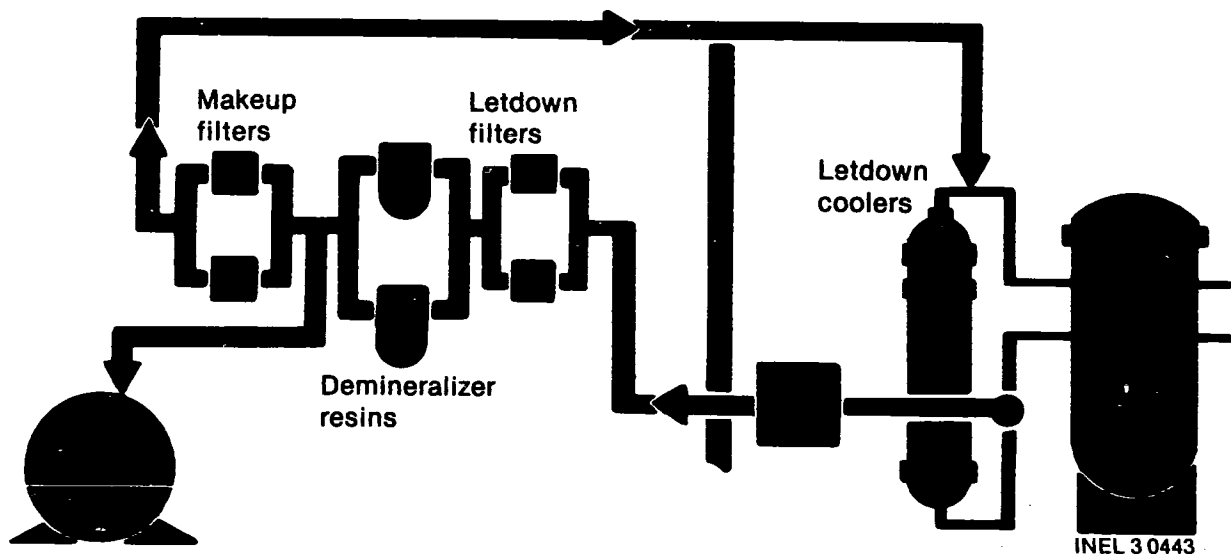 Makeup
filters
Letdown
filters
Letdown
coolers
Demineralizer
resins
INEL 3 0443